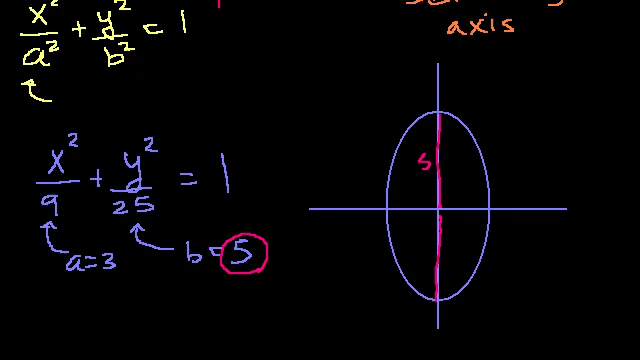 x²/a² + y²/b² = 1
axis
x²/9 + y²/25 = 1
a=3
b=5
5